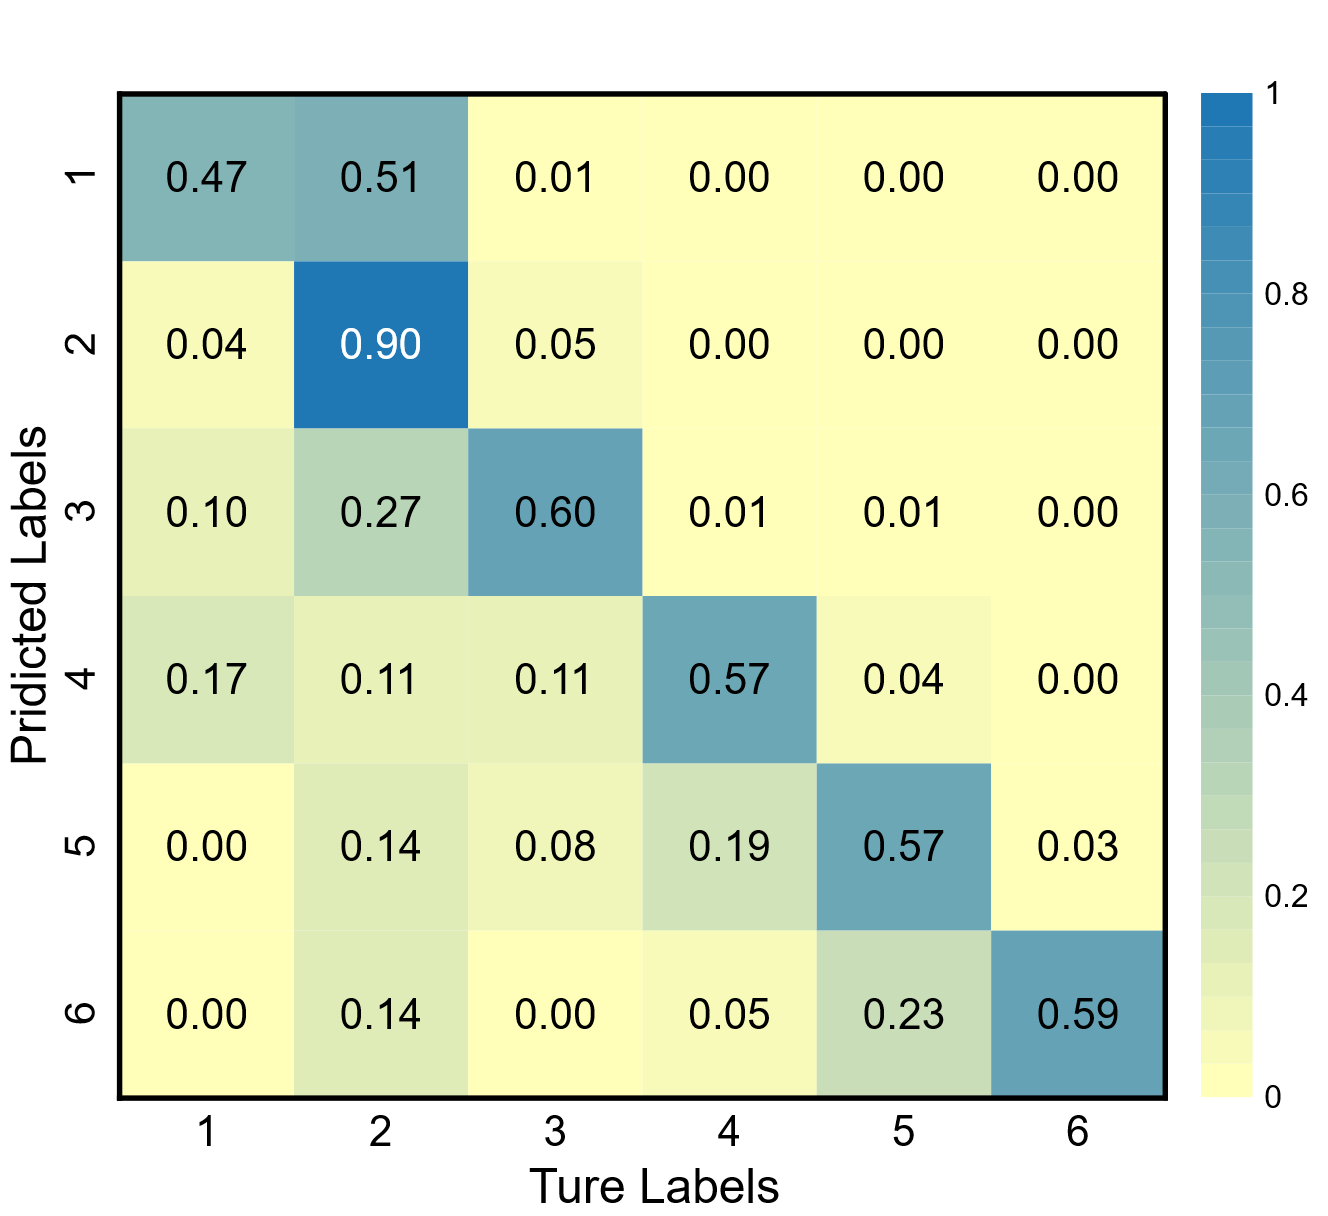 1
0.47 0.51 0.01 0.00 0.00 0.00
2
0.04 0.90 0.05 0.00 0.00 0.00
3
0.10 0.27 0.60 0.01 0.01 0.00
4
0.17 0.11 0.11 0.57 0.04 0.00
5
0.00 0.14 0.08 0.19 0.57 0.03
6
0.00 0.14 0.00 0.05 0.23 0.59
1 2 3 4 5 6
Ture Labels
Pridicted Labels
1
0.8
0.6
0.4
0.2
0